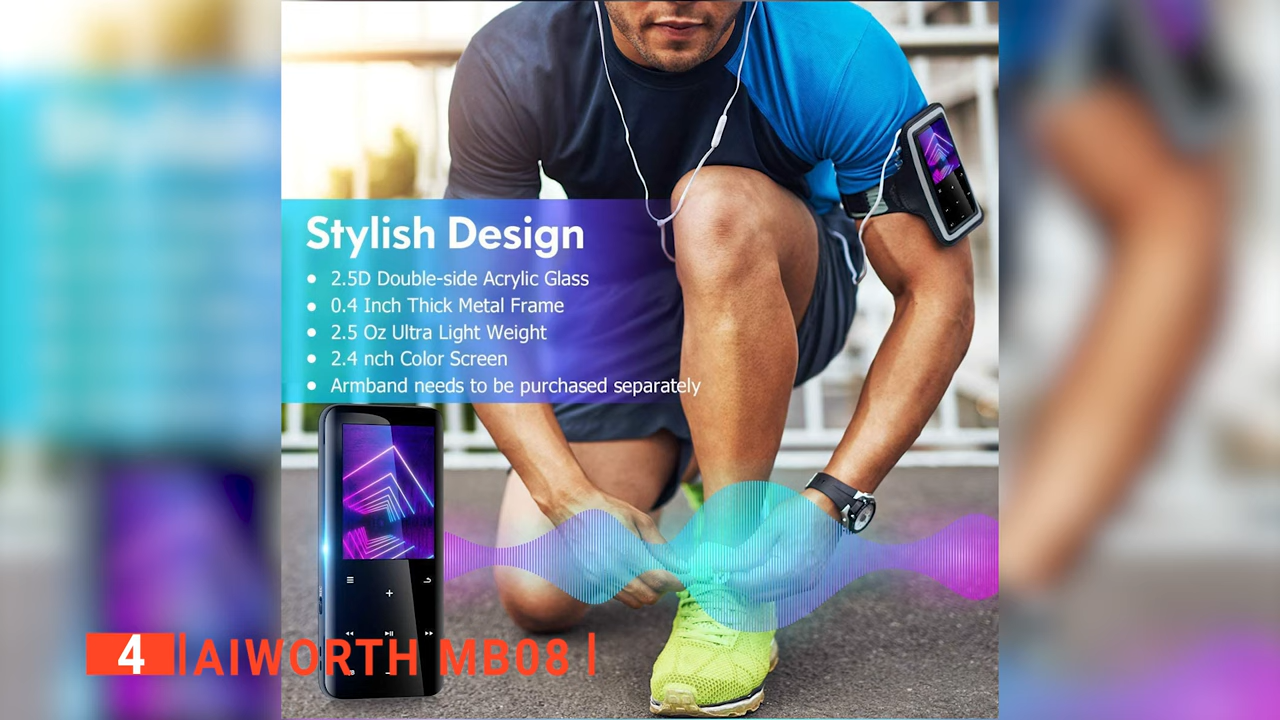 Stylish Design
• 2.5D Double-side Acrylic Glass
• 0.4 Inch Thick Metal Frame
• 2.5 Oz Ultra Light Weight
• 2.4 nch Color Screen
• Armband needs to be purchased separately
4 |AIWORTH MB08 |